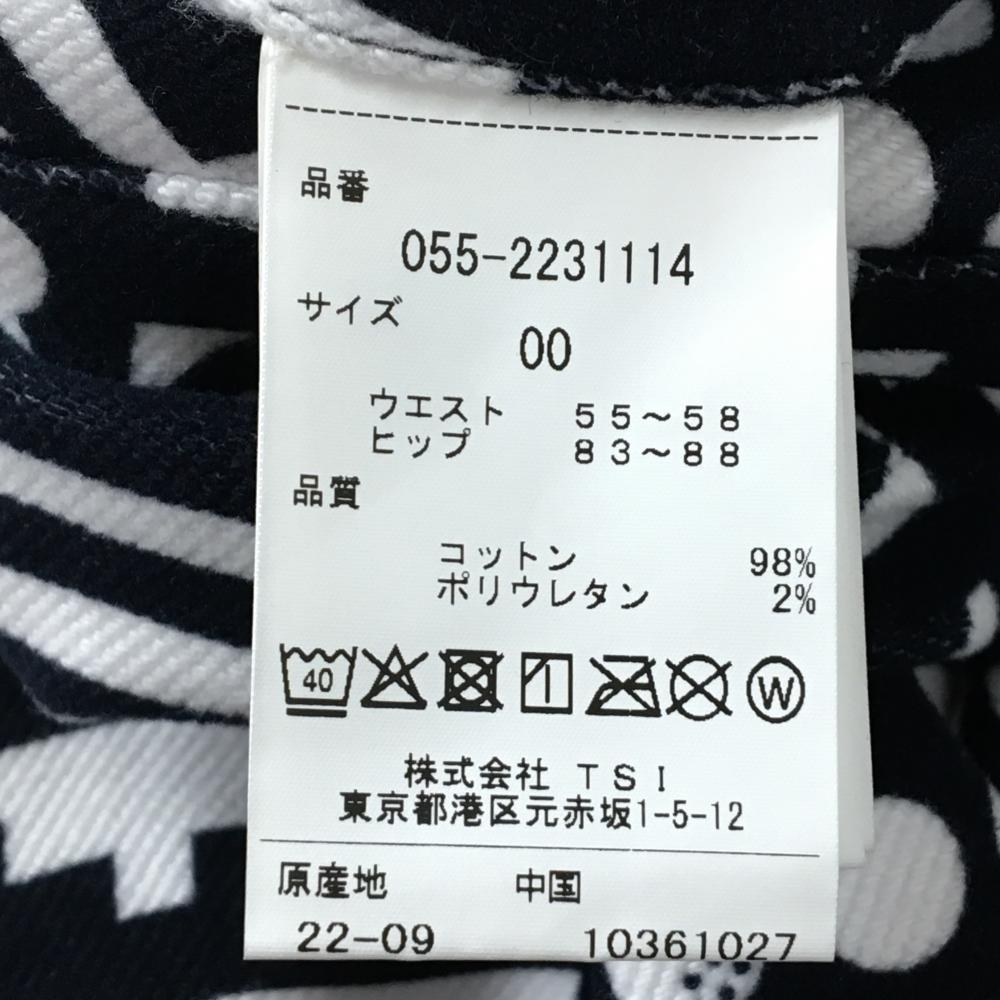 品番
055-2231114
サイズ
00
ウエスト 55~58
ヒップ 83~88
品質
コットン 98%
ポリウレタン 2%
40
W
株式会社 TSI
東京都港区元赤坂1-5-12
原産地 中国
22-09 10361027